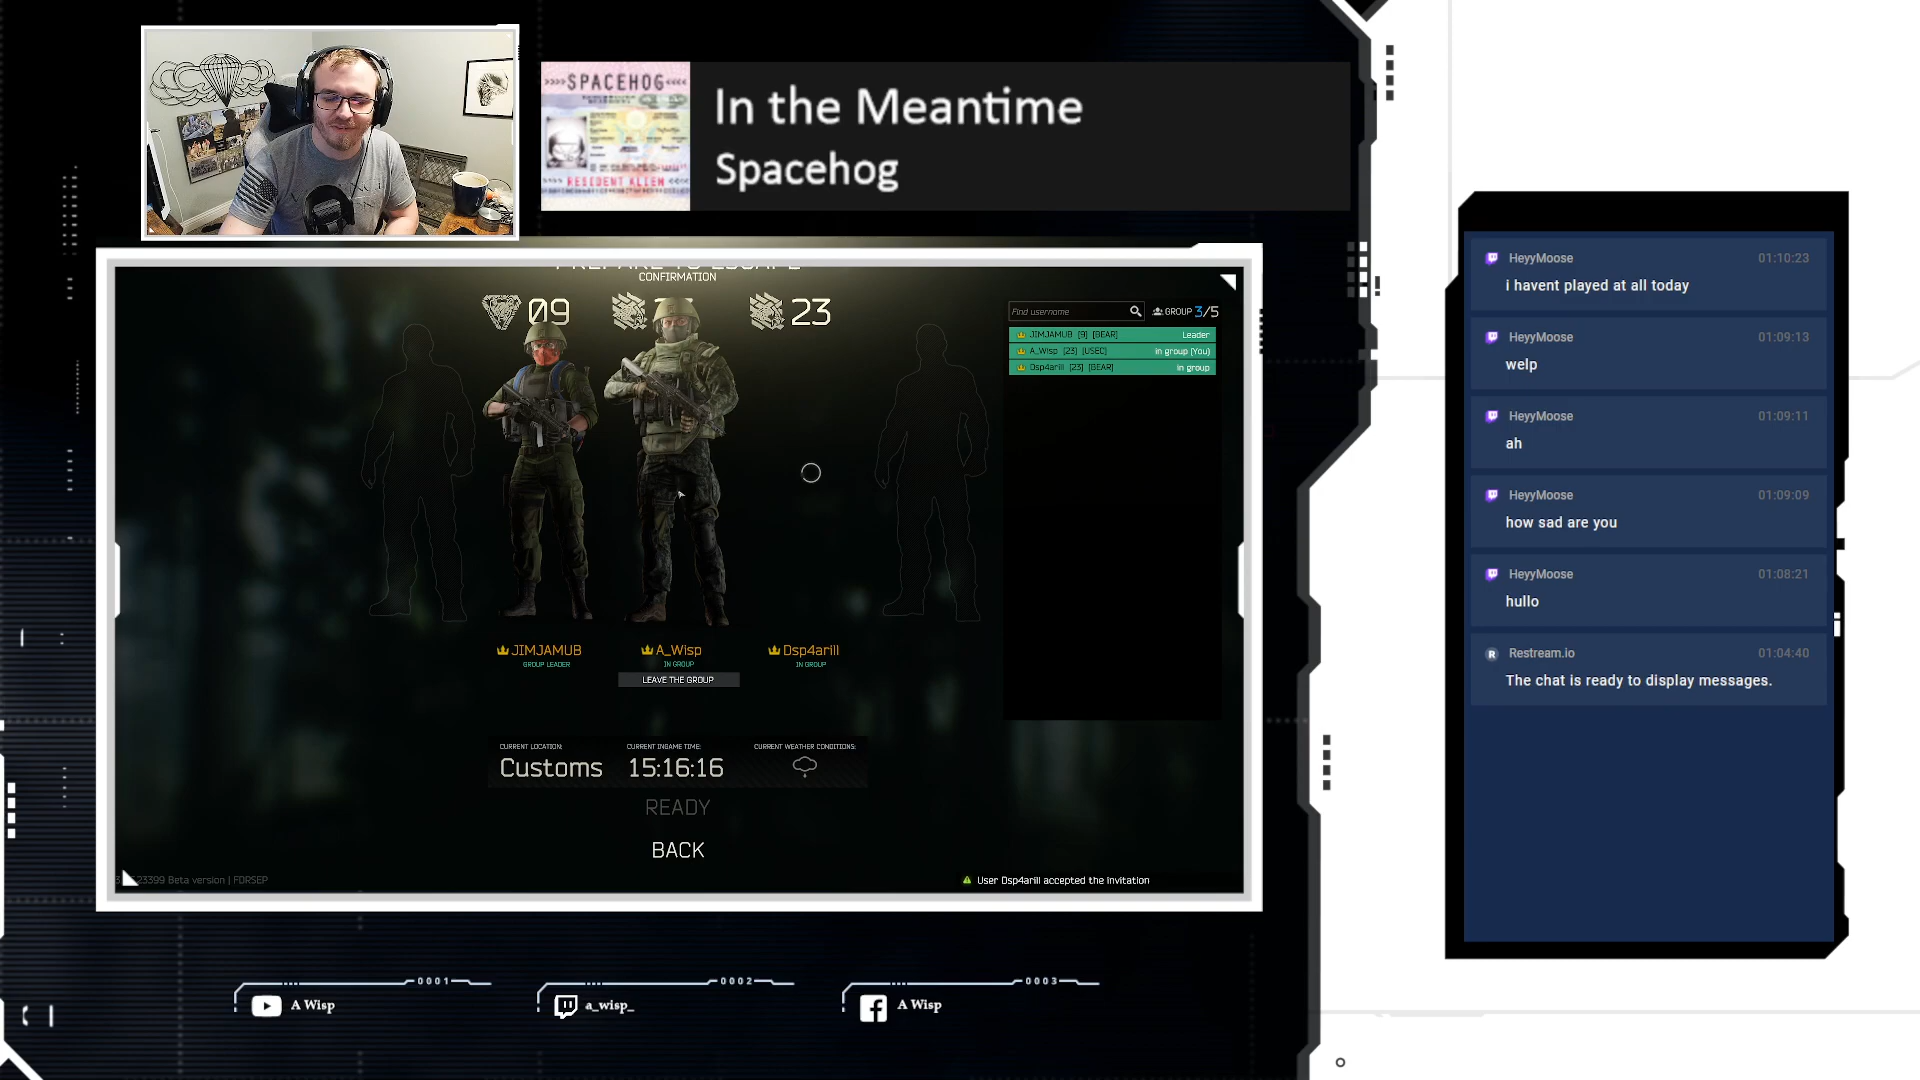 SPACEHOG
RESIDENT ALIEN
In the Meantime
Spacehog
CONFIRMATION
09
23
Find username
GROUP 3/5
JIMJAMUB [9] [BEAR] Leader
A_Wisp [23] [USEC] in group (You)
Dsp4arill [23] [BEAR] in group
JIMJAMUB
GROUP LEADER
A_Wisp
IN GROUP
LEAVE THE GROUP
Dsp4arill
IN GROUP
CURRENT LOCATION:
Customs
CURRENT INGAME TIME:
15:16:16
CURRENT WEATHER CONDITIONS:
READY
BACK
23399 Beta version | FDRSEP
User Dsp4arill accepted the invitation
HeyyMoose 01:10:23
i havent played at all today
HeyyMoose 01:09:13
welp
HeyyMoose 01:09:11
ah
HeyyMoose 01:09:09
how sad are you
HeyyMoose 01:08:21
hullo
R Restream.io 01:04:40
The chat is ready to display messages.
0001
A Wisp
0002
a_wisp_
0003
A Wisp